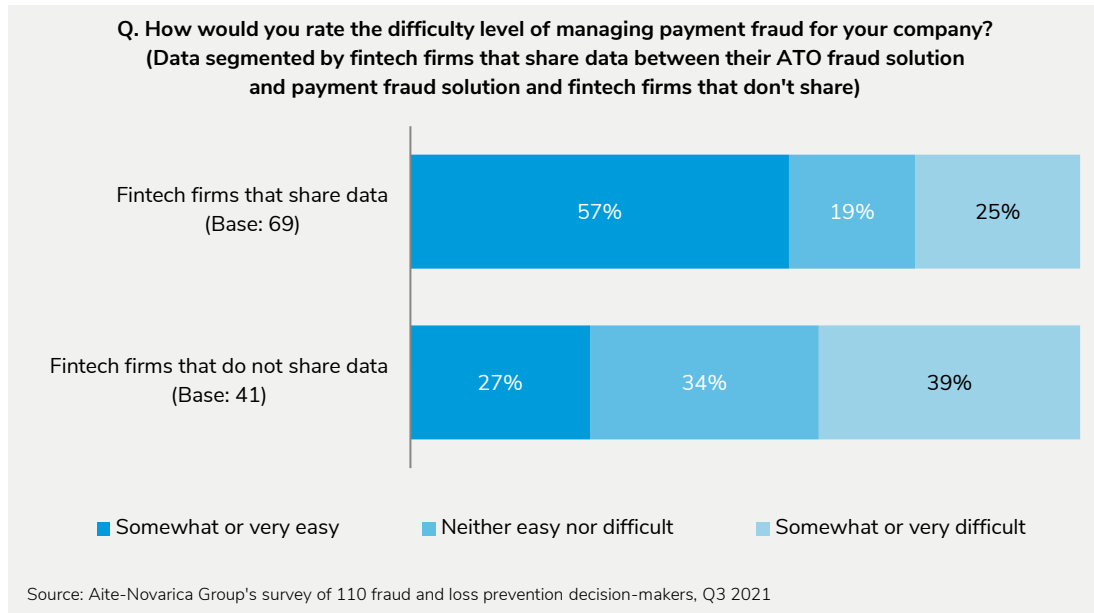 Q. How would you rate the difficulty level of managing payment fraud for your company?
(Data segmented by fintech firms that share data between their ATO fraud solution
and payment fraud solution and fintech firms that don't share)
Fintech firms that share data
(Base: 69)
57%
19%
25%
Fintech firms that do not share data
(Base: 41)
27%
34%
39%
Somewhat or very easy
Neither easy nor difficult
Somewhat or very difficult
Source: Aite-Novarica Group's survey of 110 fraud and loss prevention decision-makers, Q3 2021